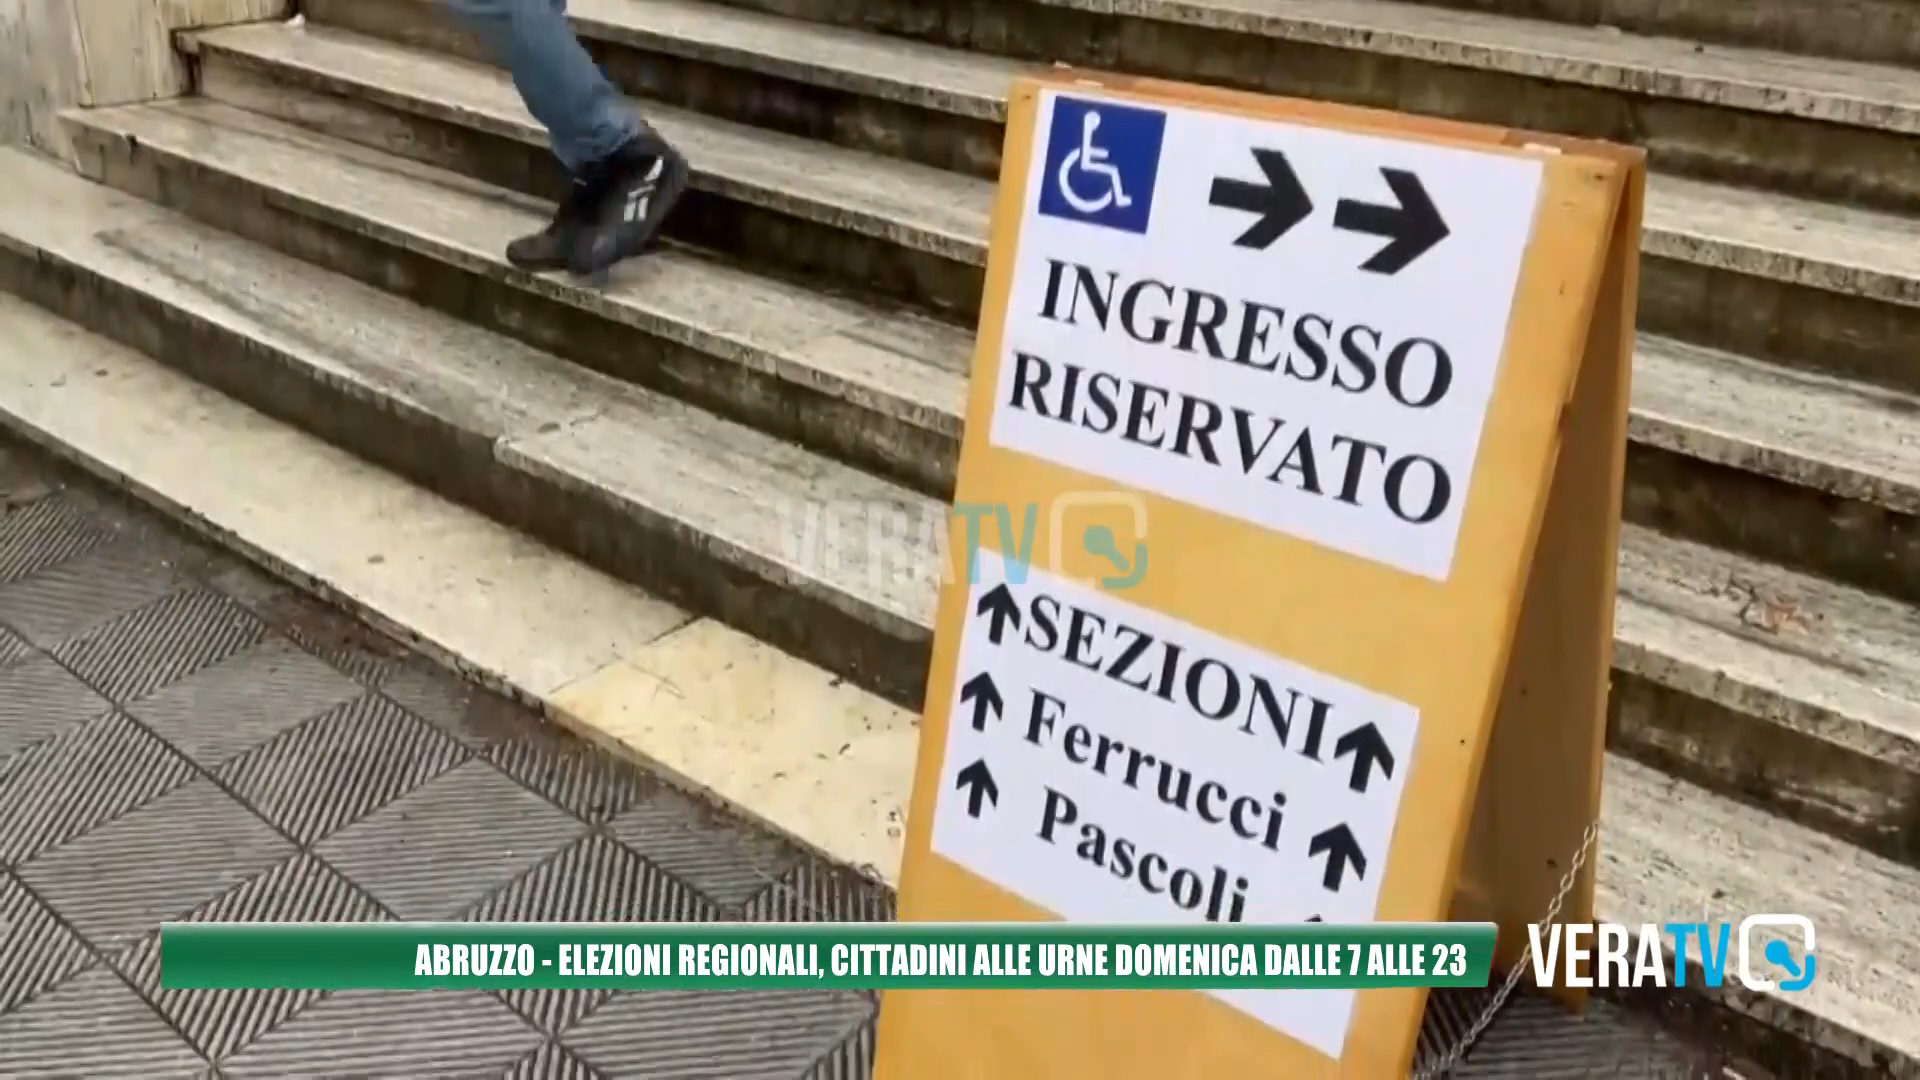 INGRESSO
RISERVATO
SEZIONI
Ferrucci
Pascoli
VERATV
ABRUZZO - ELEZIONI REGIONALI, CITTADINI ALLE URNE DOMENICA DALLE 7 ALLE 23
VERATV